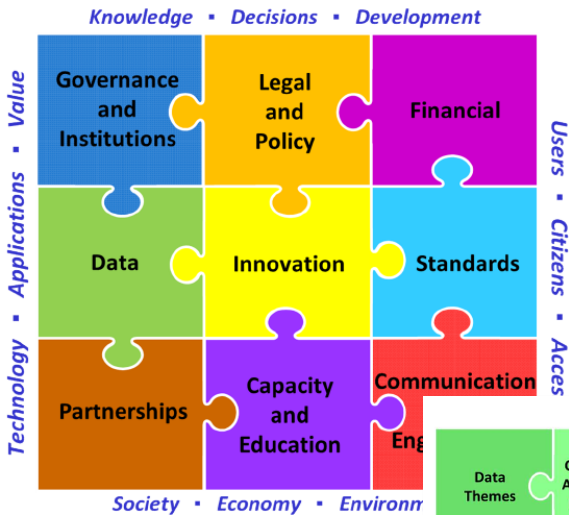 Knowledge ▪ Decisions ▪ Development
Technology ▪ Applications ▪ Value
Governance
and
Institutions
Legal
and
Policy
Financial
Users ▪ Citizens ▪
Data
Innovation
Standards
Partnerships
Capacity
and
Education
Communication
Data
Themes
Society ▪ Economy ▪